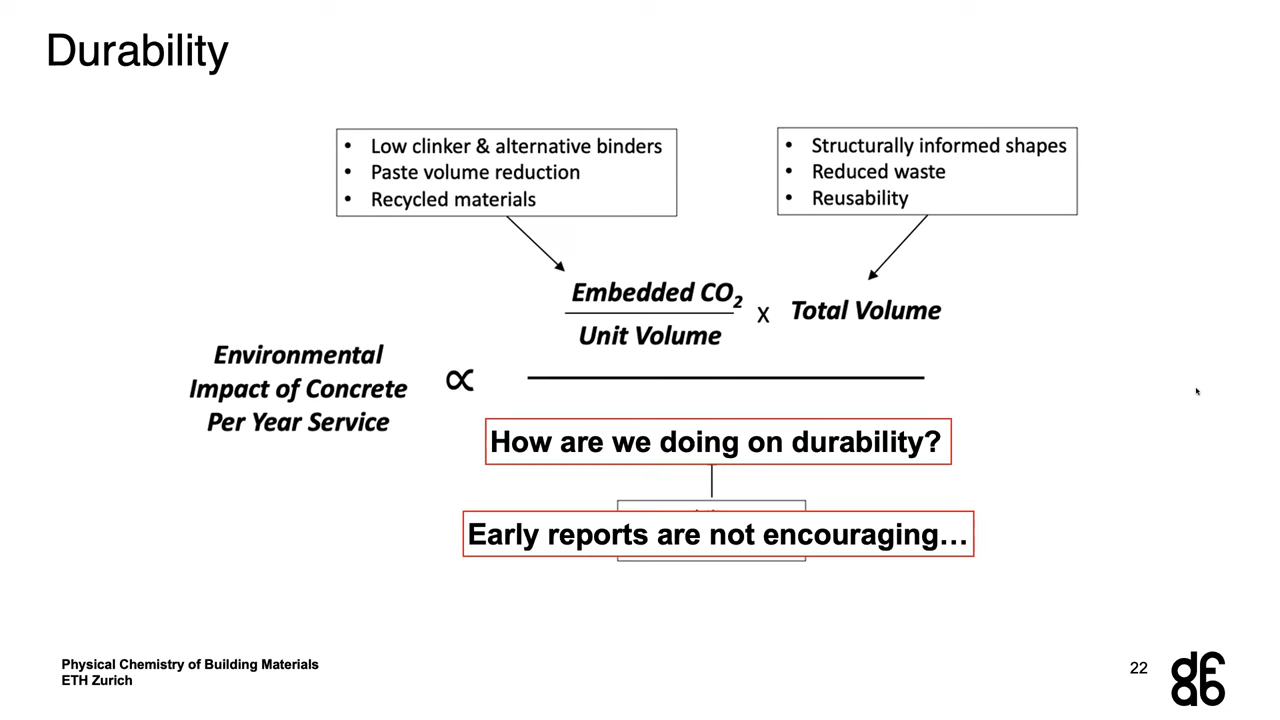 Durability
• Low clinker & alternative binders
• Paste volume reduction
• Recycled materials
• Structurally informed shapes
• Reduced waste
• Reusability
Embedded CO2
Unit Volume
x Total Volume
Environmental
Impact of Concrete
Per Year Service
∝
How are we doing on durability?
Early reports are not encouraging…
Physical Chemistry of Building Materials
ETH Zurich
22